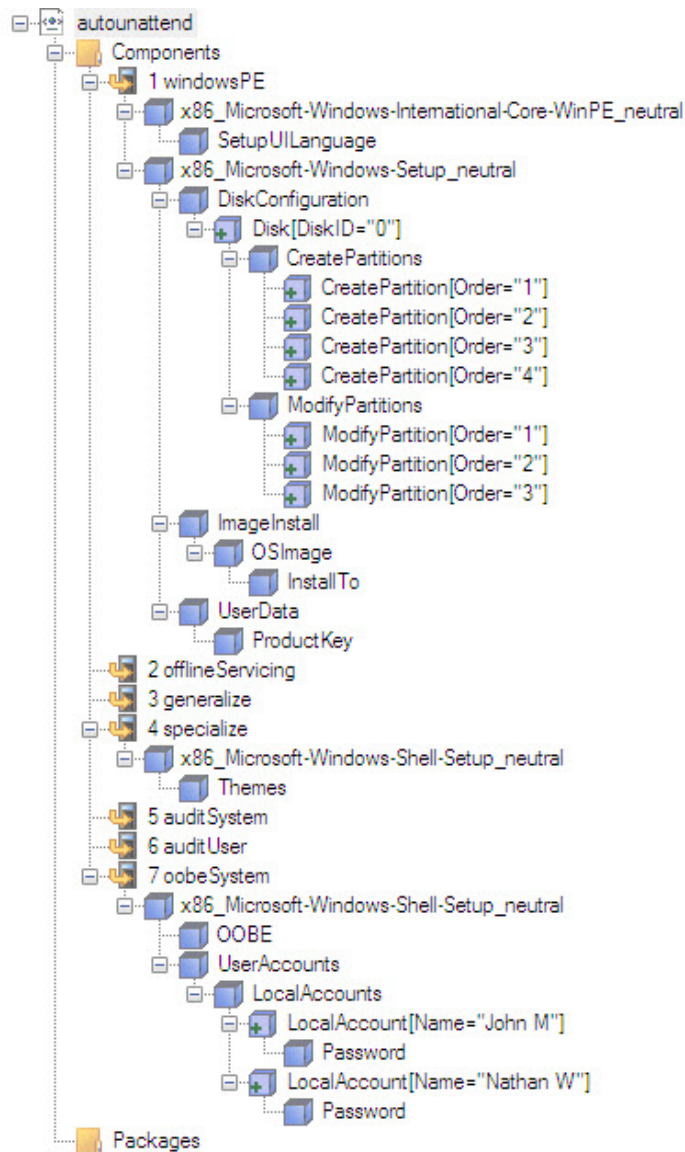 autounattend
Components
1 windowsPE
x86_Microsoft-Windows-International-Core-WinPE_neutral
SetupUILanguage
x86_Microsoft-Windows-Setup_neutral
DiskConfiguration
Disk[DiskID="0"]
CreatePartitions
CreatePartition[Order="1"]
CreatePartition[Order="2"]
CreatePartition[Order="3"]
CreatePartition[Order="4"]
ModifyPartitions
ModifyPartition[Order="1"]
ModifyPartition[Order="2"]
ModifyPartition[Order="3"]
ImageInstall
OSImage
InstallTo
UserData
ProductKey
2 offlineServicing
3 generalize
4 specialize
x86_Microsoft-Windows-Shell-Setup_neutral
Themes
5 auditSystem
6 auditUser
7 oobeSystem
x86_Microsoft-Windows-Shell-Setup_neutral
OOBE
UserAccounts
LocalAccounts
LocalAccount[Name="John M"]
Password
LocalAccount[Name="Nathan W"]
Password
Packages